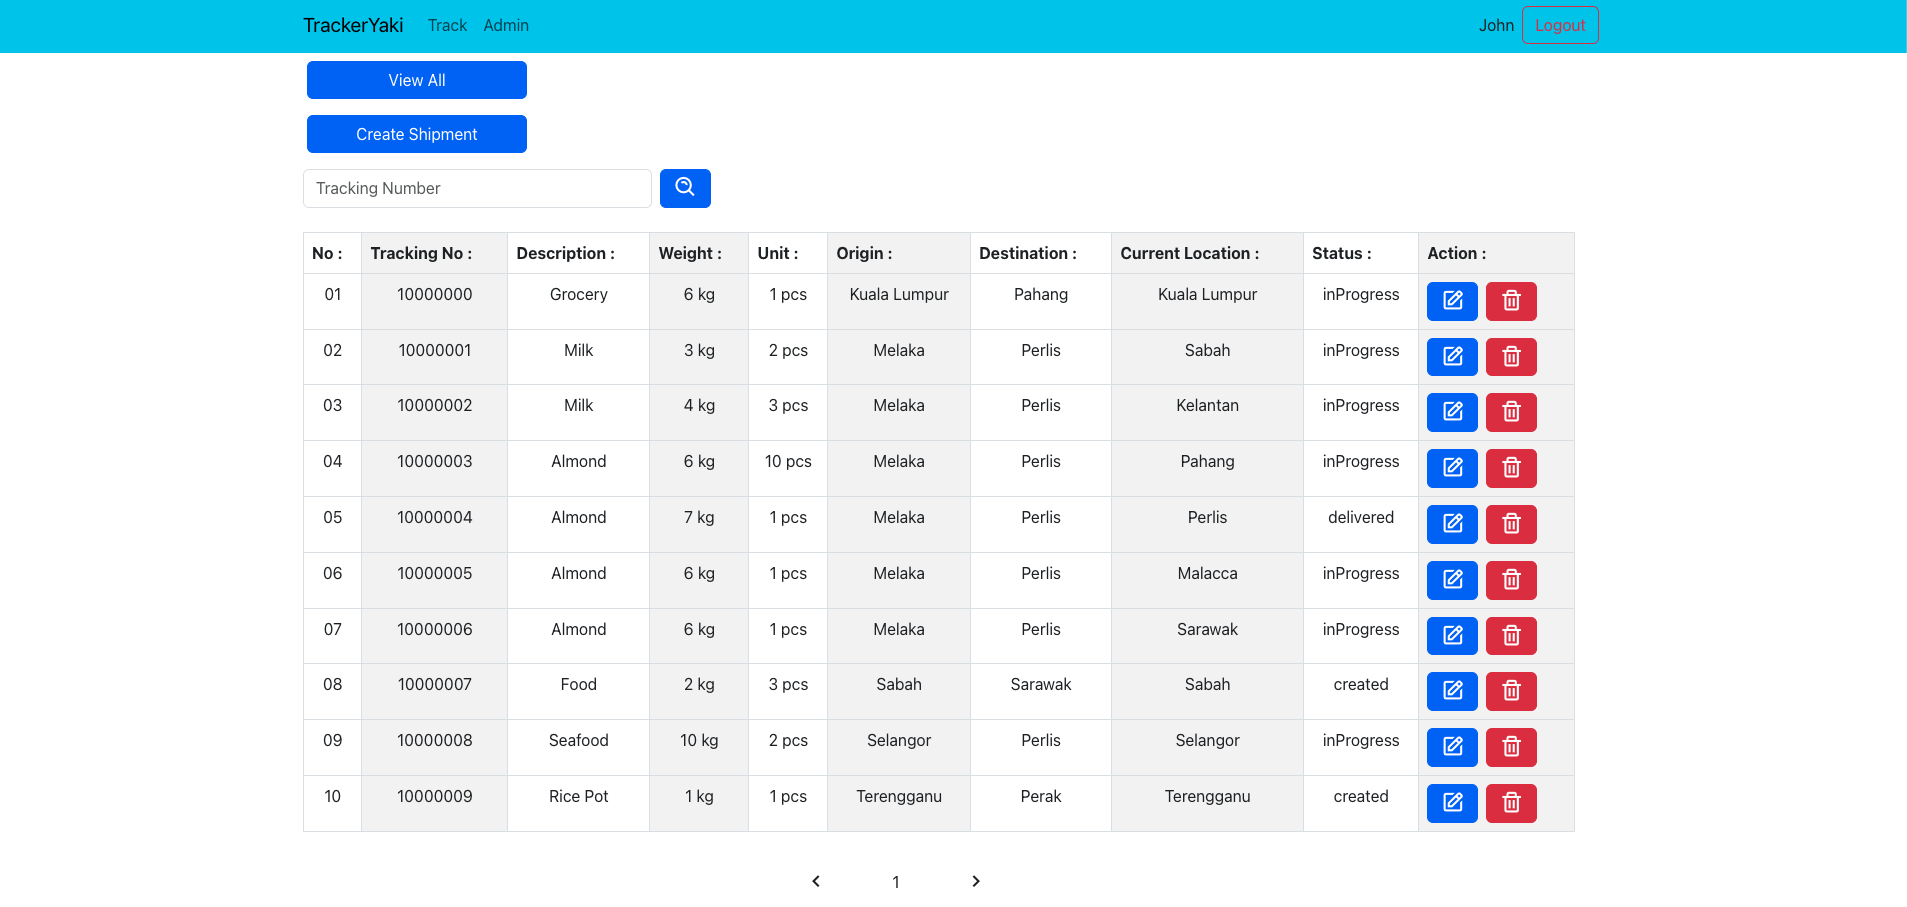 TrackerYaki Track Admin John Logout
View All
Create Shipment
Tracking Number
No : Tracking No : Description : Weight : Unit : Origin : Destination : Current Location : Status : Action :
01 10000000 Grocery 6 kg 1 pcs Kuala Lumpur Pahang Kuala Lumpur inProgress
02 10000001 Milk 3 kg 2 pcs Melaka Perlis Sabah inProgress
03 10000002 Milk 4 kg 3 pcs Melaka Perlis Kelantan inProgress
04 10000003 Almond 6 kg 10 pcs Melaka Perlis Pahang inProgress
05 10000004 Almond 7 kg 1 pcs Melaka Perlis Perlis delivered
06 10000005 Almond 6 kg 1 pcs Melaka Perlis Malacca inProgress
07 10000006 Almond 6 kg 1 pcs Melaka Perlis Sarawak inProgress
08 10000007 Food 2 kg 3 pcs Sabah Sarawak Sabah created
09 10000008 Seafood 10 kg 2 pcs Selangor Perlis Selangor inProgress
10 10000009 Rice Pot 1 kg 1 pcs Terengganu Perak Terengganu created
1